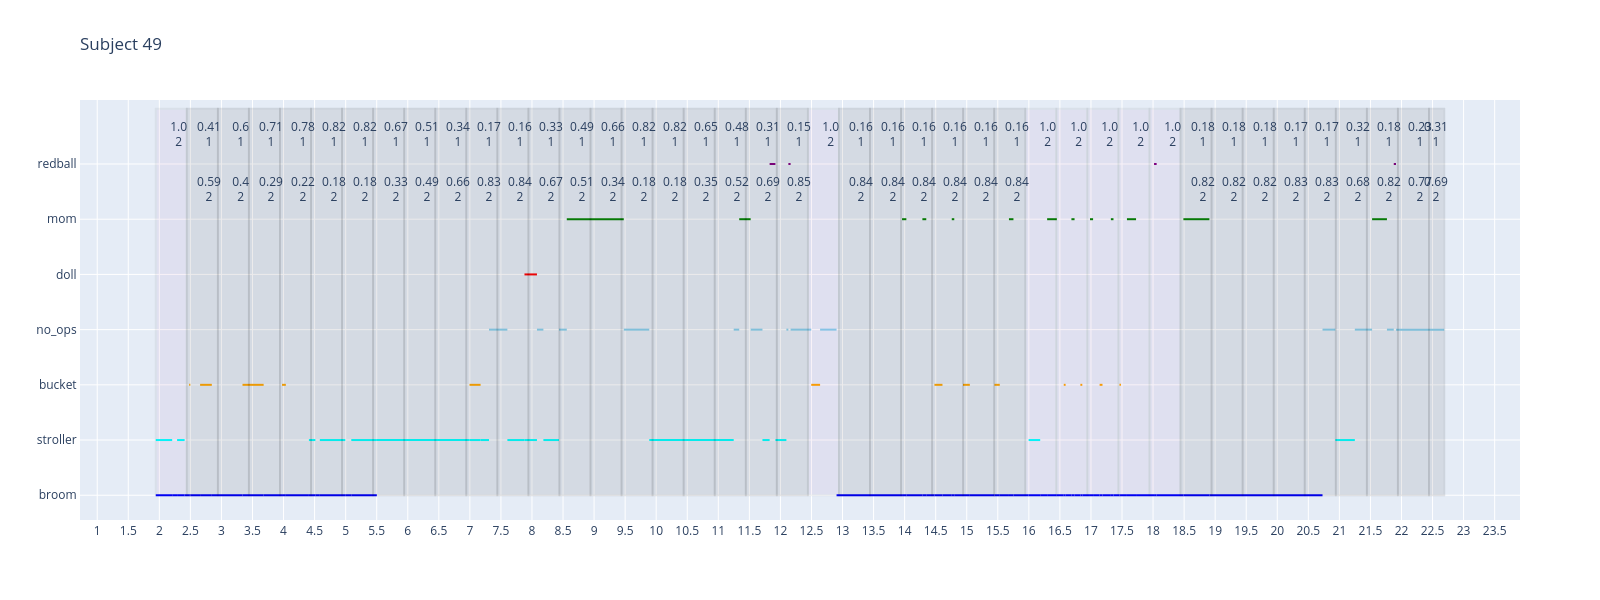 Subject 49
1.0 0.41 0.6 0.71 0.78 0.82 0.82 0.67 0.51 0.34 0.17 0.16 0.33 0.49 0.66 0.82 0.82 0.65 0.48 0.31 0.15 1.0 0.16 0.16 0.16 0.16 0.16 0.16 1.0 1.0 1.0 1.0 1.0 0.18 0.18 0.18 0.17 0.17 0.32 0.18 0.23 0.31
2 1 1 1 1 1 1 1 1 1 1 1 1 1 1 1 1 1 1 1 1 2 1 1 1 1 1 1 2 2 2 2 2 1 1 1 1 1 1 1 1 1
redball
0.59 0.4 0.29 0.22 0.18 0.18 0.33 0.49 0.66 0.83 0.84 0.67 0.51 0.34 0.18 0.18 0.35 0.52 0.69 0.85 0.84 0.84 0.84 0.84 0.84 0.84 0.82 0.82 0.82 0.83 0.83 0.68 0.82 0.77 0.69
2 2 2 2 2 2 2 2 2 2 2 2 2 2 2 2 2 2 2 2 2 2 2 2 2 2 2 2 2 2 2 2 2 2 2
mom
doll
no_ops
bucket
stroller
broom
1 1.5 2 2.5 3 3.5 4 4.5 5 5.5 6 6.5 7 7.5 8 8.5 9 9.5 10 10.5 11 11.5 12 12.5 13 13.5 14 14.5 15 15.5 16 16.5 17 17.5 18 18.5 19 19.5 20 20.5 21 21.5 22 22.5 23 23.5